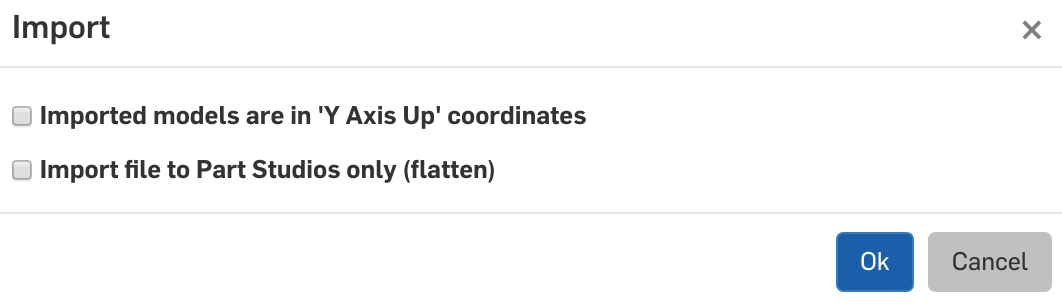 Import
Imported models are in 'Y Axis Up' coordinates
Import file to Part Studios only (flatten)
Ok Cancel